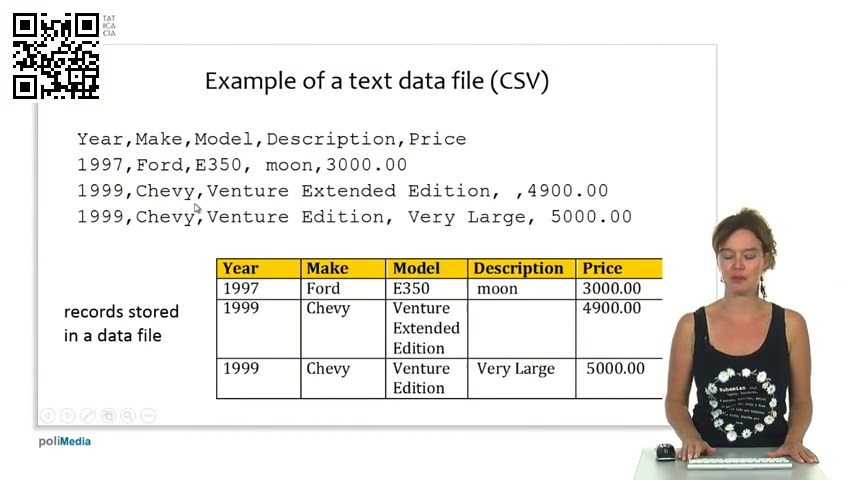 TAT
ICA
CIA
Example of a text data file (CSV)
Year,Make,Model,Description,Price
1997,Ford,E350, moon,3000.00
1999,Chevy,Venture Extended Edition, ,4900.00
1999,Chevy,Venture Edition, Very Large, 5000.00
records stored
in a data file
Year Make Model Description Price
1997 Ford E350 moon 3000.00
1999 Chevy Venture Extended Edition 4900.00
1999 Chevy Venture Edition Very Large 5000.00
poliMedia
Bohemian